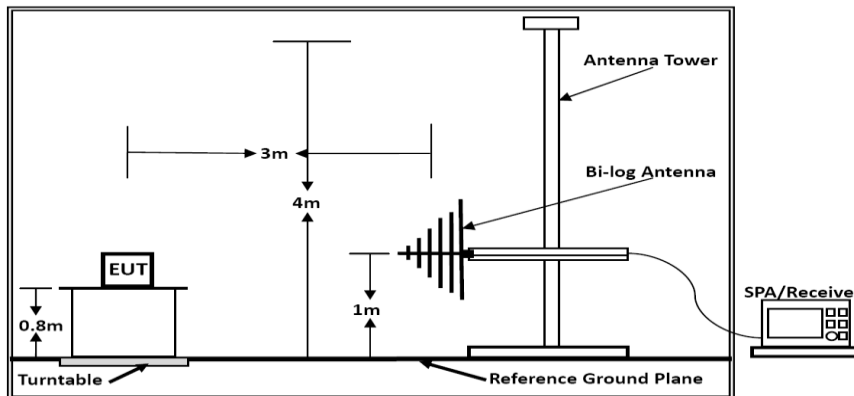 Antenna Tower
3m
Bi-log Antenna
4m
EUT
1m
SPA/Receive
0.8m
Turntable
Reference Ground Plane